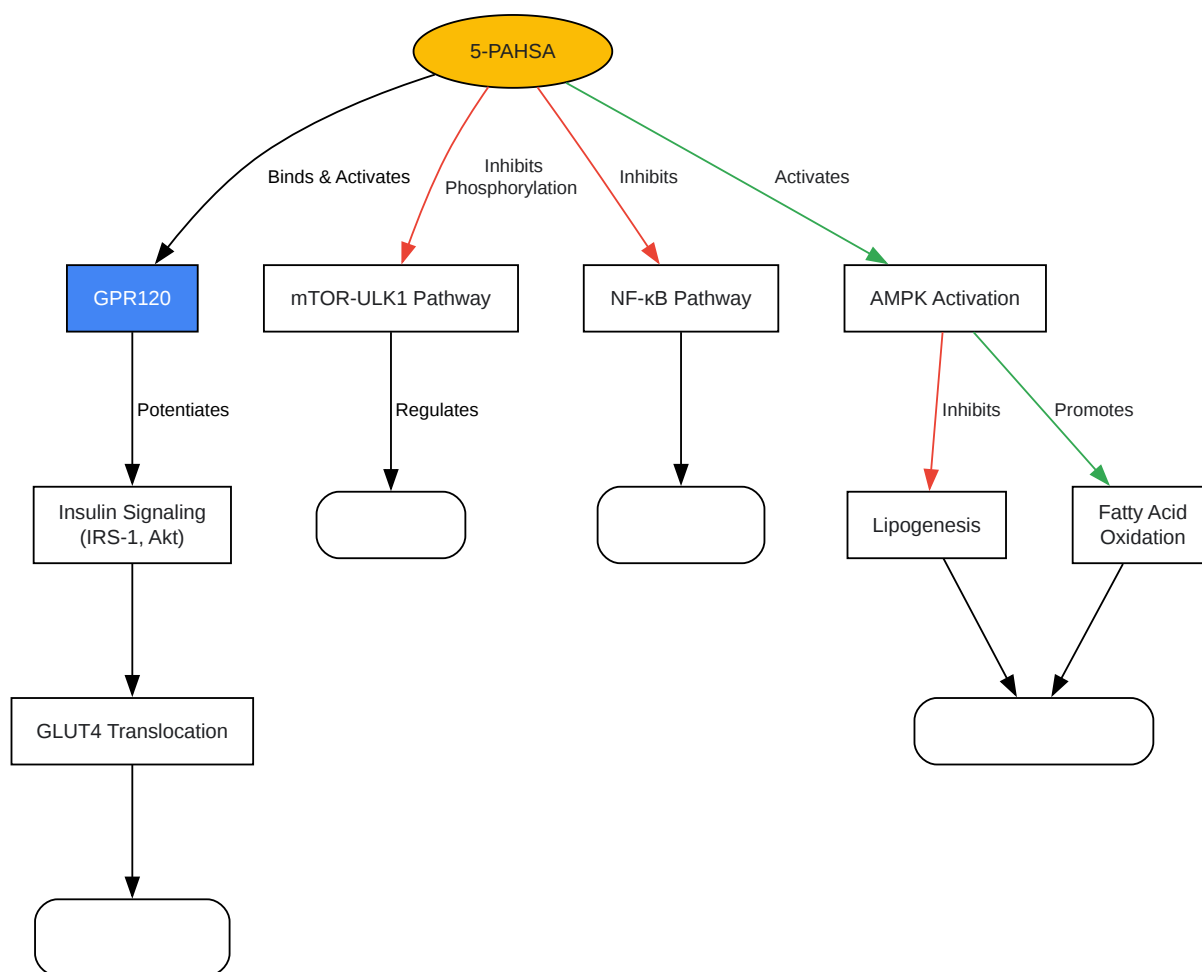 5-PAHSA
Binds & Activates
Inhibits
Phosphorylation
Inhibits
Activates
GPR120
mTOR-ULK1 Pathway
NF-κB Pathway
AMPK Activation
Potentiates
Regulates
Inhibits
Promotes
Insulin Signaling
(IRS-1, Akt)
Lipogenesis
Fatty Acid
Oxidation
GLUT4 Translocation